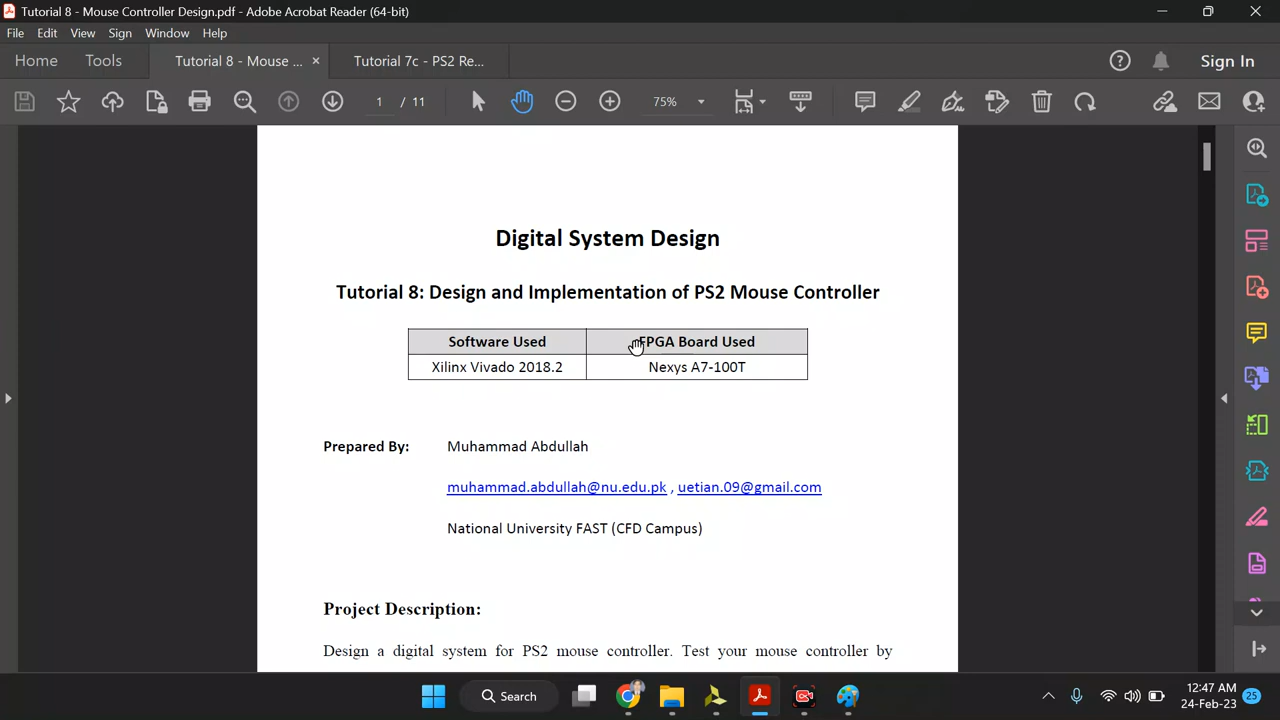 Tutorial 8 - Mouse Controller Design.pdf - Adobe Acrobat Reader (64-bit)
File Edit View Sign Window Help
Home Tools Tutorial 8 - Mouse ... × Tutorial 7c - PS2 Re... Sign In
1 / 11 75%
Digital System Design
Tutorial 8: Design and Implementation of PS2 Mouse Controller
Software Used FPGA Board Used
Xilinx Vivado 2018.2 Nexys A7-100T
Prepared By: Muhammad Abdullah
muhammad.abdullah@nu.edu.pk , uetian.09@gmail.com
National University FAST (CFD Campus)
Project Description:
Design a digital system for PS2 mouse controller. Test your mouse controller by
Search
12:47 AM
24-Feb-23
25